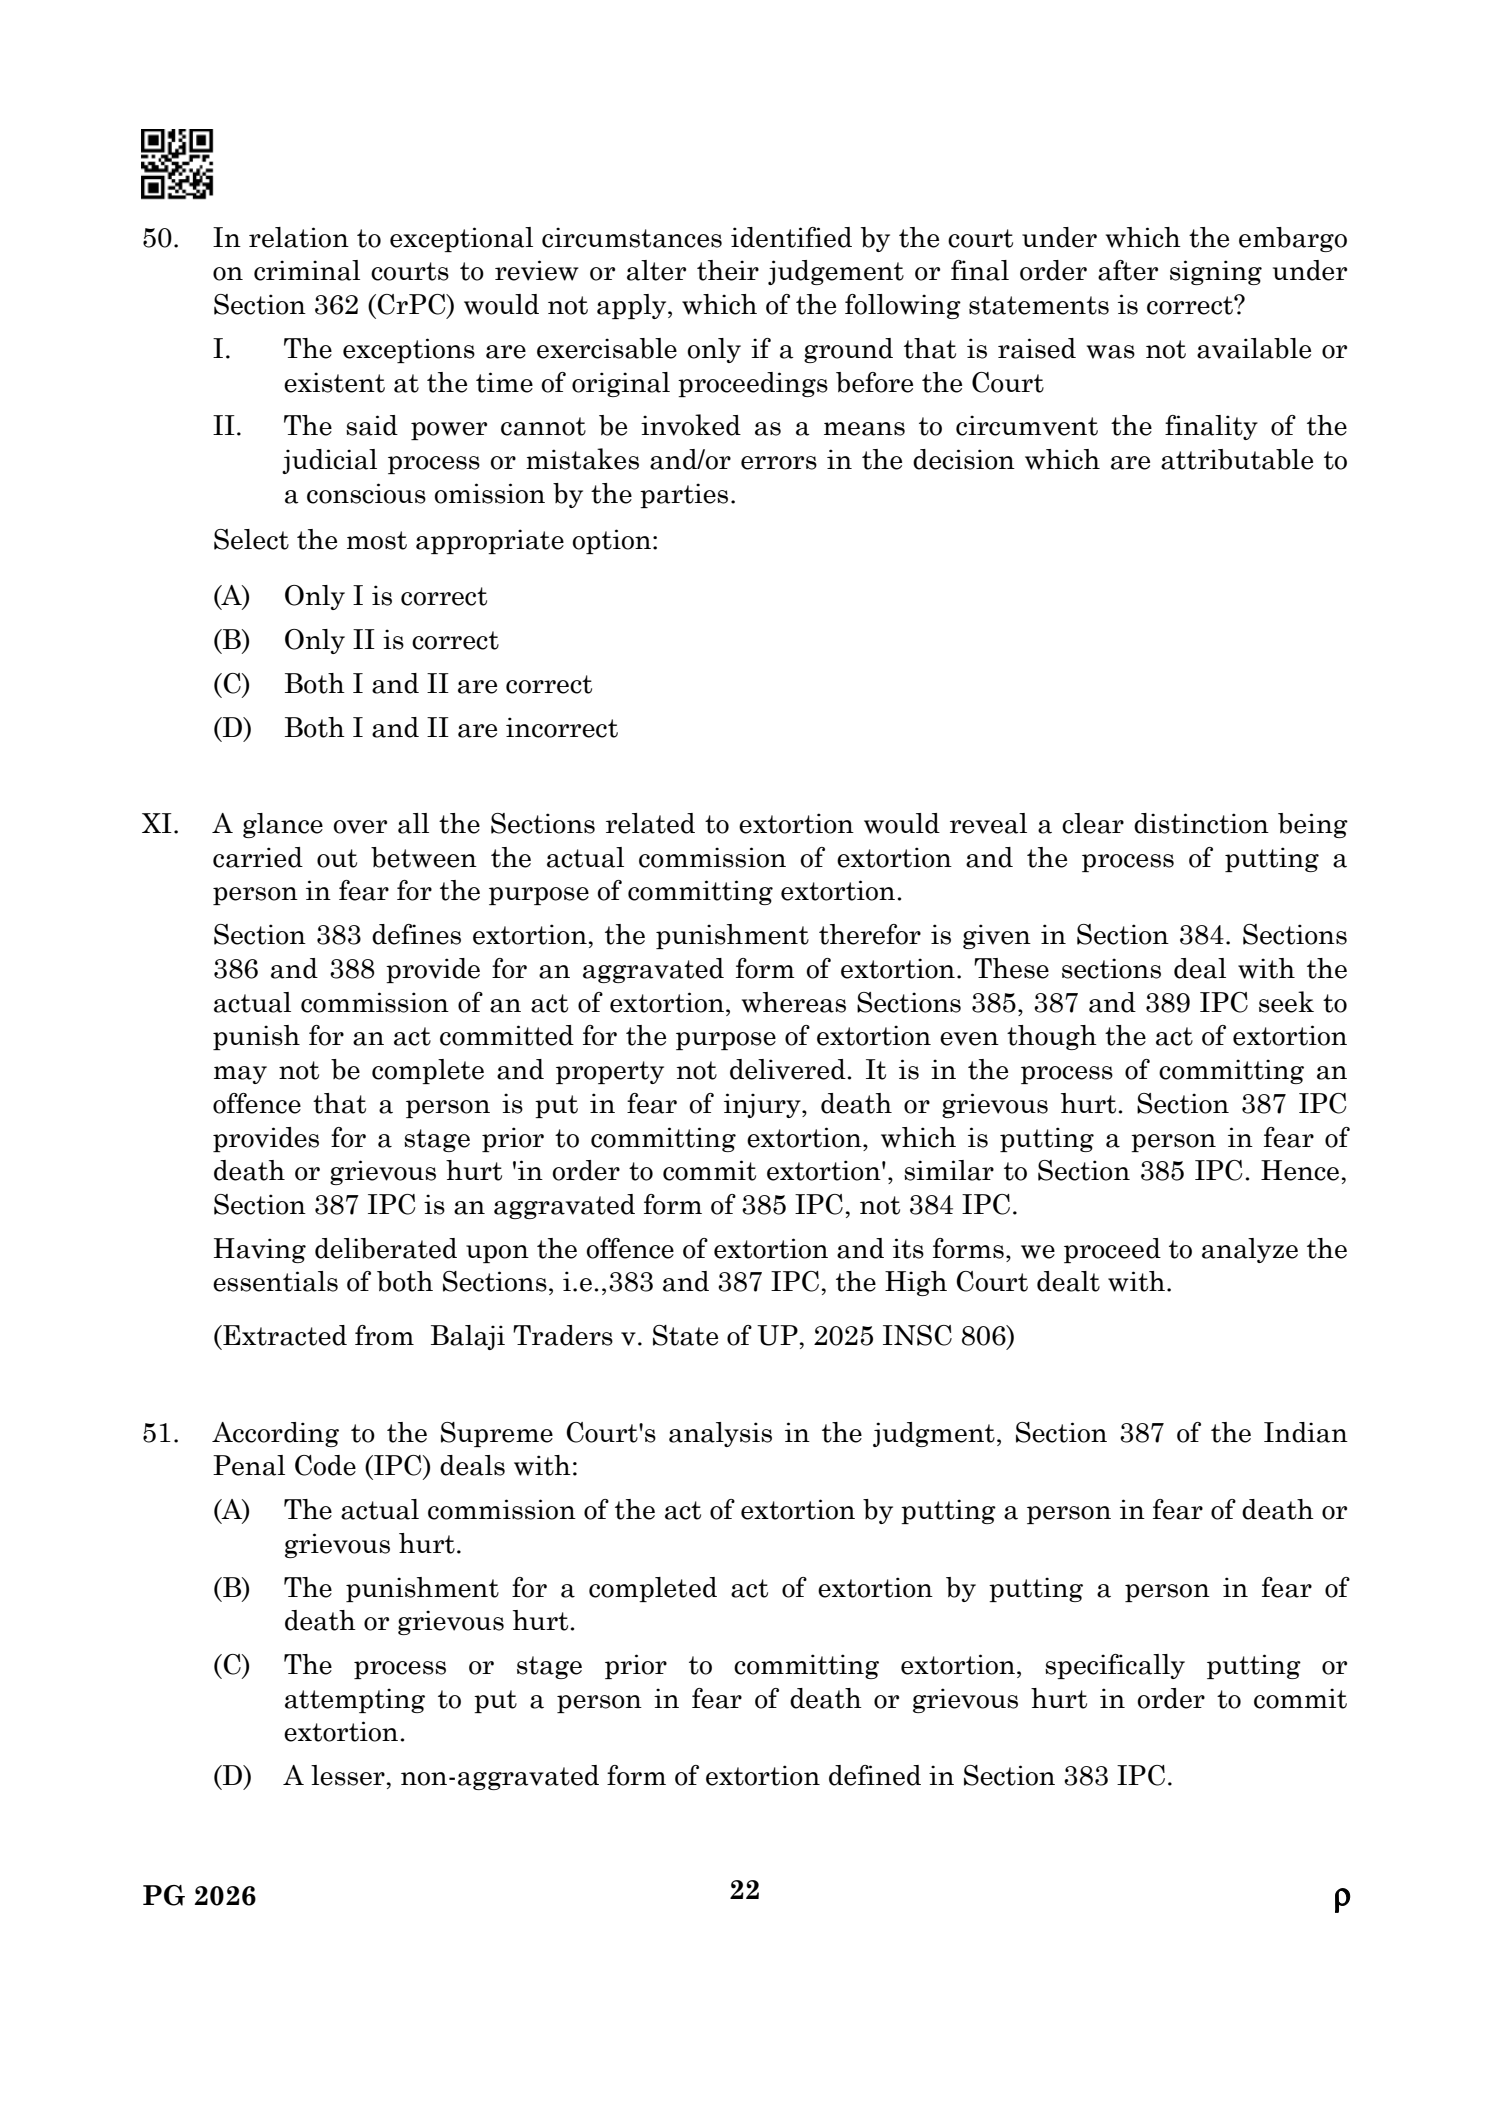 50. In relation to exceptional circumstances identified by the court under which the embargo
on criminal courts to review or alter their judgement or final order after signing under
Section 362 (CrPC) would not apply, which of the following statements is correct?
I. The exceptions are exercisable only if a ground that is raised was not available or
existent at the time of original proceedings before the Court
II. The said power cannot be invoked as a means to circumvent the finality of the
judicial process or mistakes and/or errors in the decision which are attributable to
a conscious omission by the parties.
Select the most appropriate option:
(A) Only I is correct
(B) Only II is correct
(C) Both I and II are correct
(D) Both I and II are incorrect
XI. A glance over all the Sections related to extortion would reveal a clear distinction being
carried out between the actual commission of extortion and the process of putting a
person in fear for the purpose of committing extortion.
Section 383 defines extortion, the punishment therefor is given in Section 384. Sections
386 and 388 provide for an aggravated form of extortion. These sections deal with the
actual commission of an act of extortion, whereas Sections 385, 387 and 389 IPC seek to
punish for an act committed for the purpose of extortion even though the act of extortion
may not be complete and property not delivered. It is in the process of committing an
offence that a person is put in fear of injury, death or grievous hurt. Section 387 IPC
provides for a stage prior to committing extortion, which is putting a person in fear of
death or grievous hurt 'in order to commit extortion', similar to Section 385 IPC. Hence,
Section 387 IPC is an aggravated form of 385 IPC, not 384 IPC.
Having deliberated upon the offence of extortion and its forms, we proceed to analyze the
essentials of both Sections, i.e.,383 and 387 IPC, the High Court dealt with.
(Extracted from Balaji Traders v. State of UP, 2025 INSC 806)
51. According to the Supreme Court's analysis in the judgment, Section 387 of the Indian
Penal Code (IPC) deals with:
(A) The actual commission of the act of extortion by putting a person in fear of death or
grievous hurt.
(B) The punishment for a completed act of extortion by putting a person in fear of
death or grievous hurt.
(C) The process or stage prior to committing extortion, specifically putting or
attempting to put a person in fear of death or grievous hurt in order to commit
extortion.
(D) A lesser, non-aggravated form of extortion defined in Section 383 IPC.
PG 2026 22 ρ